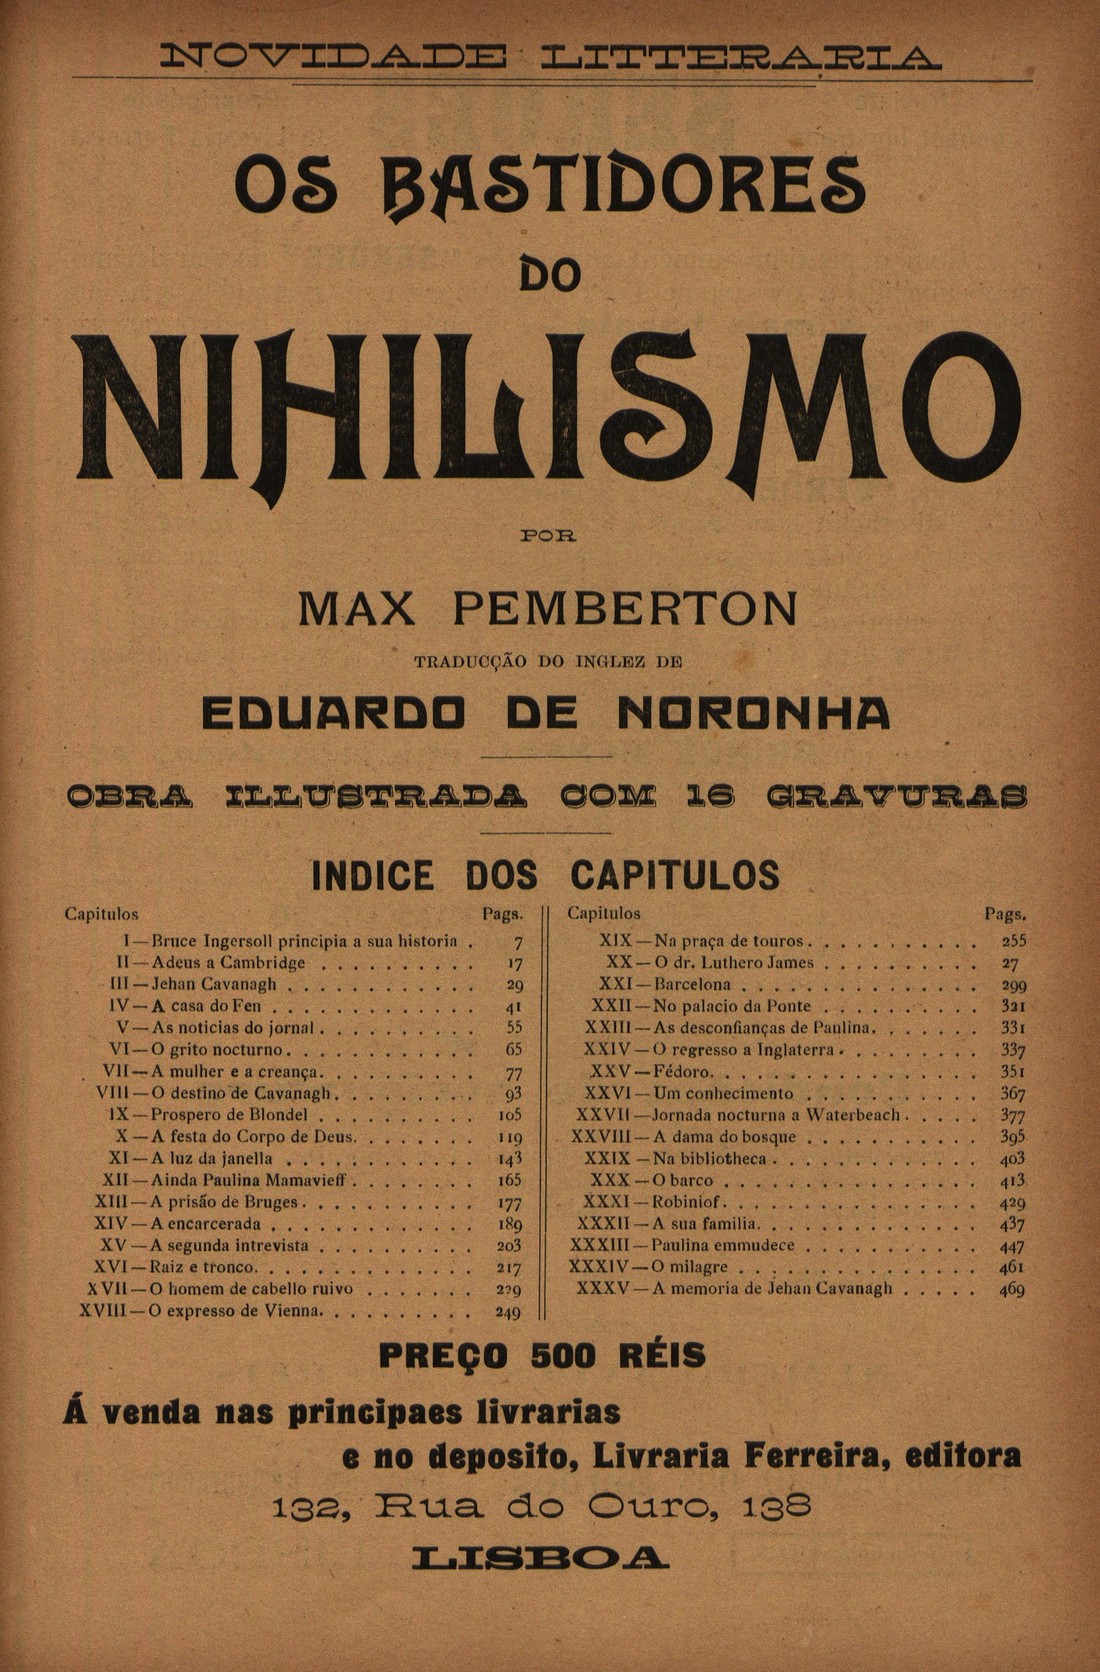 NOVIDADE LITTERARIA
OS BASTIDORES
DO
NIHILISMO
POR
MAX PEMBERTON
TRADUCÇÃO DO INGLEZ DE
EDUARDO DE NORONHA
OBRA ILLUSTRADA COM 16 GRAVURAS
INDICE DOS CAPITULOS
Capitulos Pags.
I—Bruce Ingersoll principia a sua historia . 7
II—Adeus a Cambridge . . . . . . . . . . 17
III—Jehan Cavanagh . . . . . . . . . . . . 29
IV—A casa do Fen . . . . . . . . . . . . . 41
V—As noticias do jornal . . . . . . . . . . 55
VI—O grito nocturno . . . . . . . . . . . . 65
VII—A mulher e a creança. . . . . . . . . . 77
VIII—O destino de Cavanagh. . . . . . . . . 93
IX—Prospero de Blondel . . . . . . . . . . 105
X—A festa do Corpo de Deus. . . . . . . . 119
XI—A luz da janella . . . . . . . . . . . . 143
XII—Ainda Paulina Mamavieff . . . . . . . . 165
XIII—A prisão de Bruges . . . . . . . . . . . 177
XIV—A encarcerada . . . . . . . . . . . . . 189
XV—A segunda intrevista . . . . . . . . . . 203
XVI—Raiz e tronco. . . . . . . . . . . . . . 217
XVII—O homem de cabello ruivo . . . . . . . 229
XVIII—O expresso de Vienna. . . . . . . . . . 249
Capitulos Pags.
XIX—Na praça de touros . . . . . . . . . . . 255
XX—O dr. Luthero James . . . . . . . . . . 27
XXI—Barcelona . . . . . . . . . . . . . . . 299
XXII—No palacio da Ponte . . . . . . . . . . 321
XXIII—As desconfianças de Paulina. . . . . . . 331
XXIV—O regresso a Inglaterra . . . . . . . . . 337
XXV—Fédoro. . . . . . . . . . . . . . . . . 351
XXVI—Um conhecimento . . . . . . . . . . . 367
XXVII—Jornada nocturna a Waterbeach . . . . . 377
XXVIII—A dama do bosque . . . . . . . . . . . 395
XXIX—Na bibliotheca . . . . . . . . . . . . . 403
XXX—O barco . . . . . . . . . . . . . . . . 413
XXXI—Robiniof . . . . . . . . . . . . . . . . 429
XXXII—A sua familia. . . . . . . . . . . . . . 437
XXXIII—Paulina emmudece . . . . . . . . . . . 447
XXXIV—O milagre . . . . . . . . . . . . . . . 461
XXXV—A memoria de Jehan Cavanagh . . . . . 469
PREÇO 500 RÉIS
Á venda nas principaes livrarias
e no deposito, Livraria Ferreira, editora
132, Rua do Ouro, 138
LISBOA